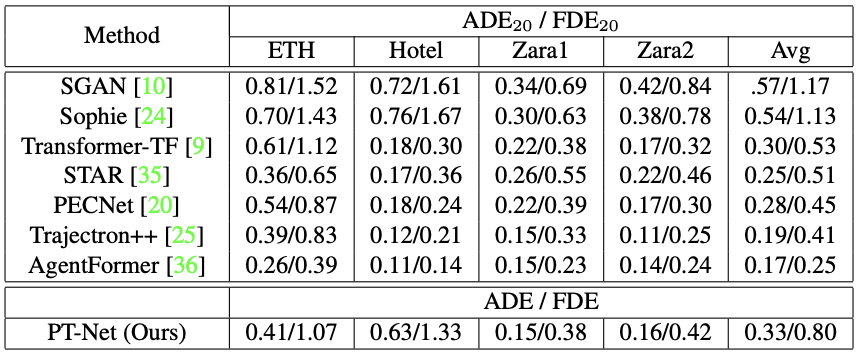 Method ADE20 / FDE20
ETH Hotel Zara1 Zara2 Avg
SGAN [10] 0.81/1.52 0.72/1.61 0.34/0.69 0.42/0.84 .57/1.17
Sophie [24] 0.70/1.43 0.76/1.67 0.30/0.63 0.38/0.78 0.54/1.13
Transformer-TF [9] 0.61/1.12 0.18/0.30 0.22/0.38 0.17/0.32 0.30/0.53
STAR [35] 0.36/0.65 0.17/0.36 0.26/0.55 0.22/0.46 0.25/0.51
PECNet [20] 0.54/0.87 0.18/0.24 0.22/0.39 0.17/0.30 0.28/0.45
Trajectron++ [25] 0.39/0.83 0.12/0.21 0.15/0.33 0.11/0.25 0.19/0.41
AgentFormer [36] 0.26/0.39 0.11/0.14 0.15/0.23 0.14/0.24 0.17/0.25
ADE / FDE
PT-Net (Ours) 0.41/1.07 0.63/1.33 0.15/0.38 0.16/0.42 0.33/0.80